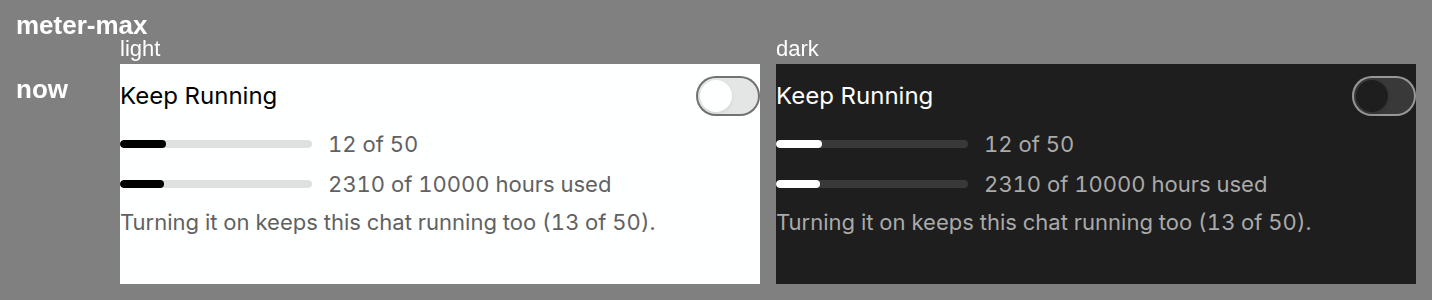 meter-max
light
dark
now
Keep Running
12 of 50
2310 of 10000 hours used
Turning it on keeps this chat running too (13 of 50).
Keep Running
12 of 50
2310 of 10000 hours used
Turning it on keeps this chat running too (13 of 50).